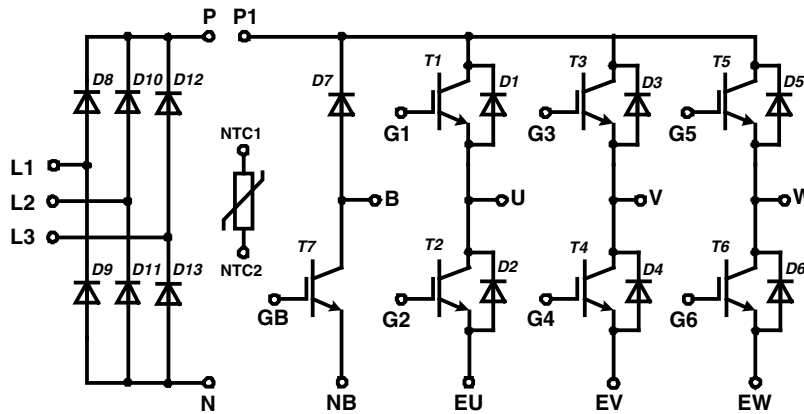 P P1
D8 D10 D12 D7 T1 D1 T3 D3 T5 D5
G1 G3 G5
NTC1
L1
L2 B U V W
L3
NTC2
D9 D11 D13 T7 T2 D2 T4 D4 T6 D6
GB G2 G4 G6
N NB EU EV EW